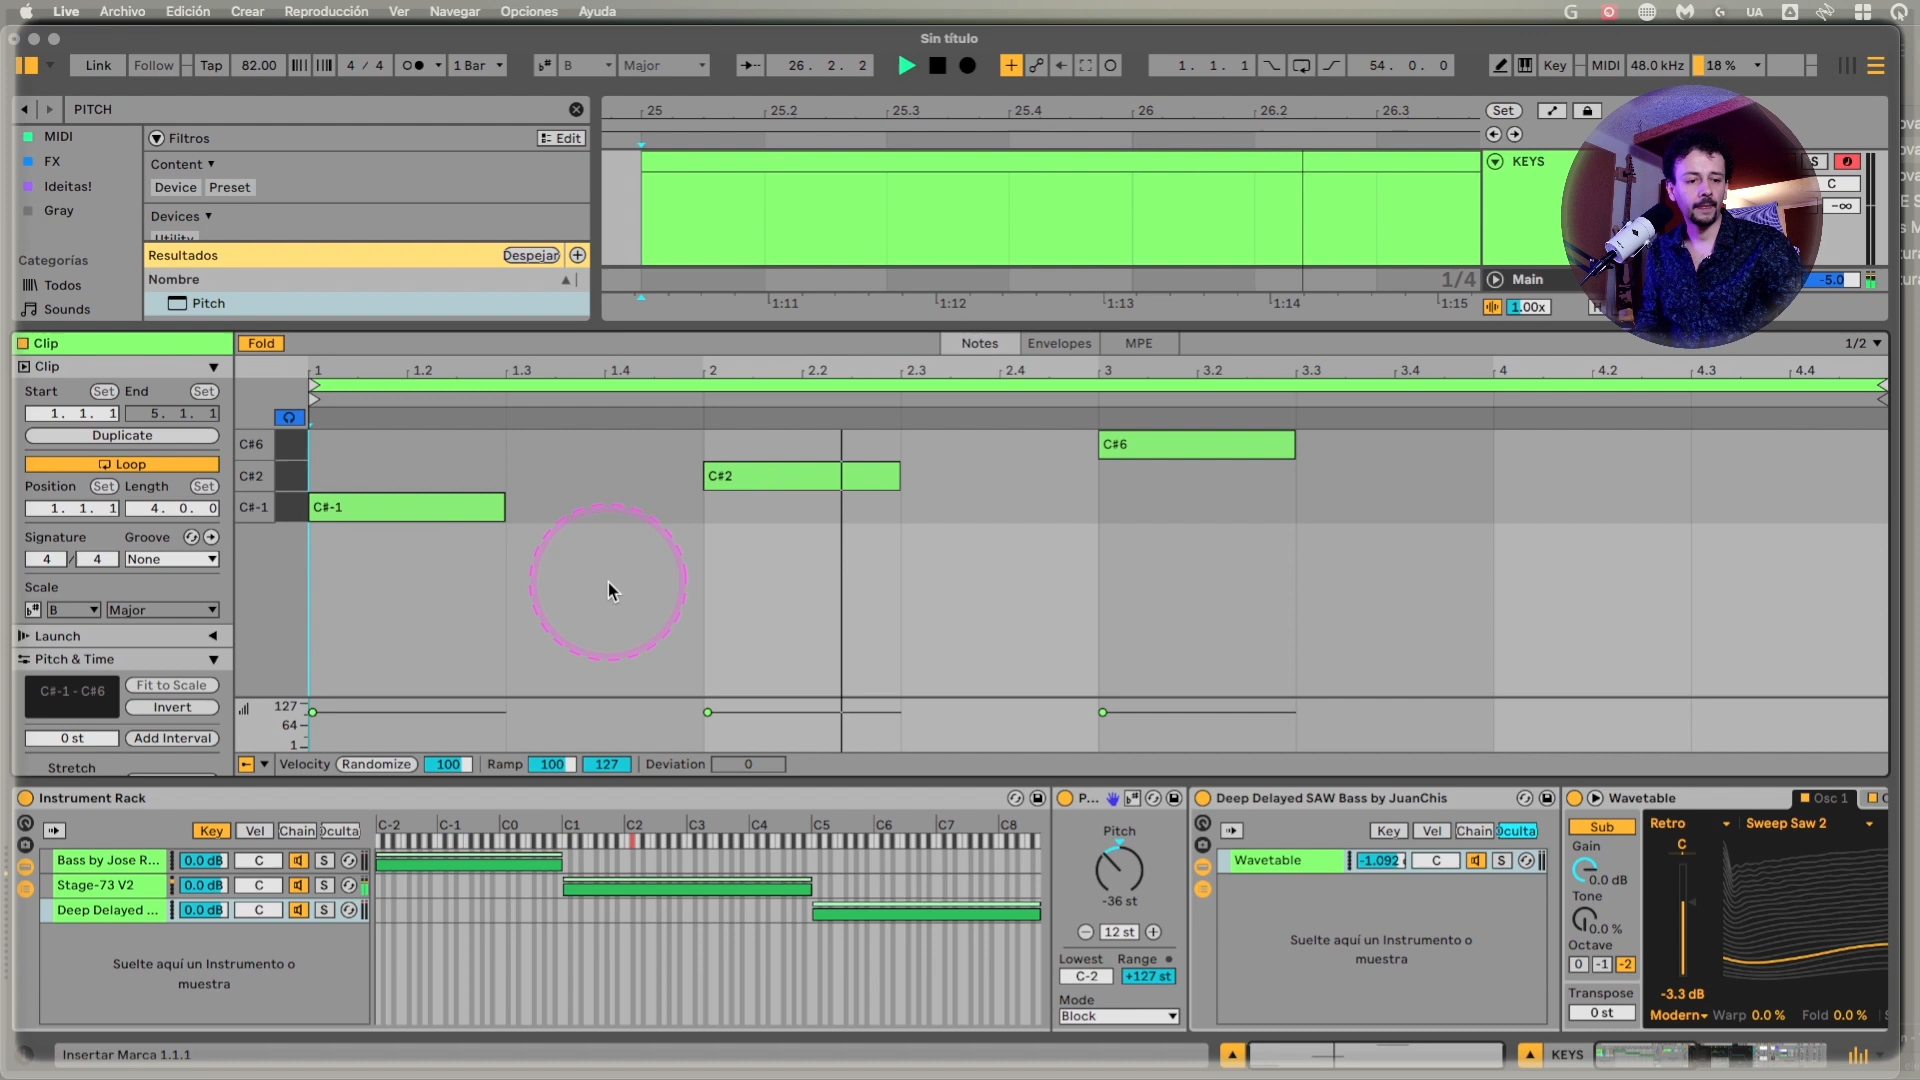 Live Archivo Edición Crear Reproducción Ver Navegar Opciones Ayuda UA
Sin título
Link Follow Tap 82.00 4 / 4 1 Bar B Major 26. 2. 2 1. 1. 1 54. 0. 0 Key MIDI 48.0 kHz 18 %
PITCH
MIDI
FX
Ideitas!
Gray
Categorías
Todos
Sounds
Filtros Edit
Content
Device Preset
Devices
Utility
Resultados Despejar
Nombre
Pitch
25 25.2 25.3 25.4 26 26.2 26.3 Set
KEYS S
C
-∞
1/4 Main -5.0
1:11 1:12 1:13 1:14 1:15 1.00x H
Clip
Clip
Start Set End Set
1. 1. 1 5. 1. 1
Duplicate
Loop
Position Set Length Set
1. 1. 1 4. 0. 0
Signature Groove
4 / 4 None
Scale
B Major
Launch
Pitch & Time
C#-1 - C#6 Fit to Scale
Invert
0 st Add Interval
Stretch
Fold Notes Envelopes MPE 1/2
1 1.2 1.3 1.4 2 2.2 2.3 2.4 3 3.2 3.3 3.4 4 4.2 4.3 4.4
C#6 C#6
C#2 C#2
C#-1 C#-1
127
64
1
Velocity Randomize 100 Ramp 100 127 Deviation 0
Instrument Rack
Key Vel Chain Oculta C-2 C-1 C0 C1 C2 C3 C4 C5 C6 C7 C8
Bass by Jose R... 0.0 dB C S
Stage-73 V2 0.0 dB C S
Deep Delayed ... 0.0 dB C S
Suelte aquí un Instrumento o
muestra
P...
Pitch
-36 st
12 st
Lowest Range
C-2 +127 st
Mode
Block
Deep Delayed SAW Bass by JuanChis
Key Vel Chain Oculta
Wavetable -1.092 C S
Suelte aquí un Instrumento o
muestra
Wavetable Osc 1
Sub Retro Sweep Saw 2
Gain C
0.0 dB
Tone
0.0 %
Octave
0 -1 -2
Transpose -3.3 dB
0 st Modern Warp 0.0 % Fold 0.0 %
Insertar Marca 1.1.1 KEYS